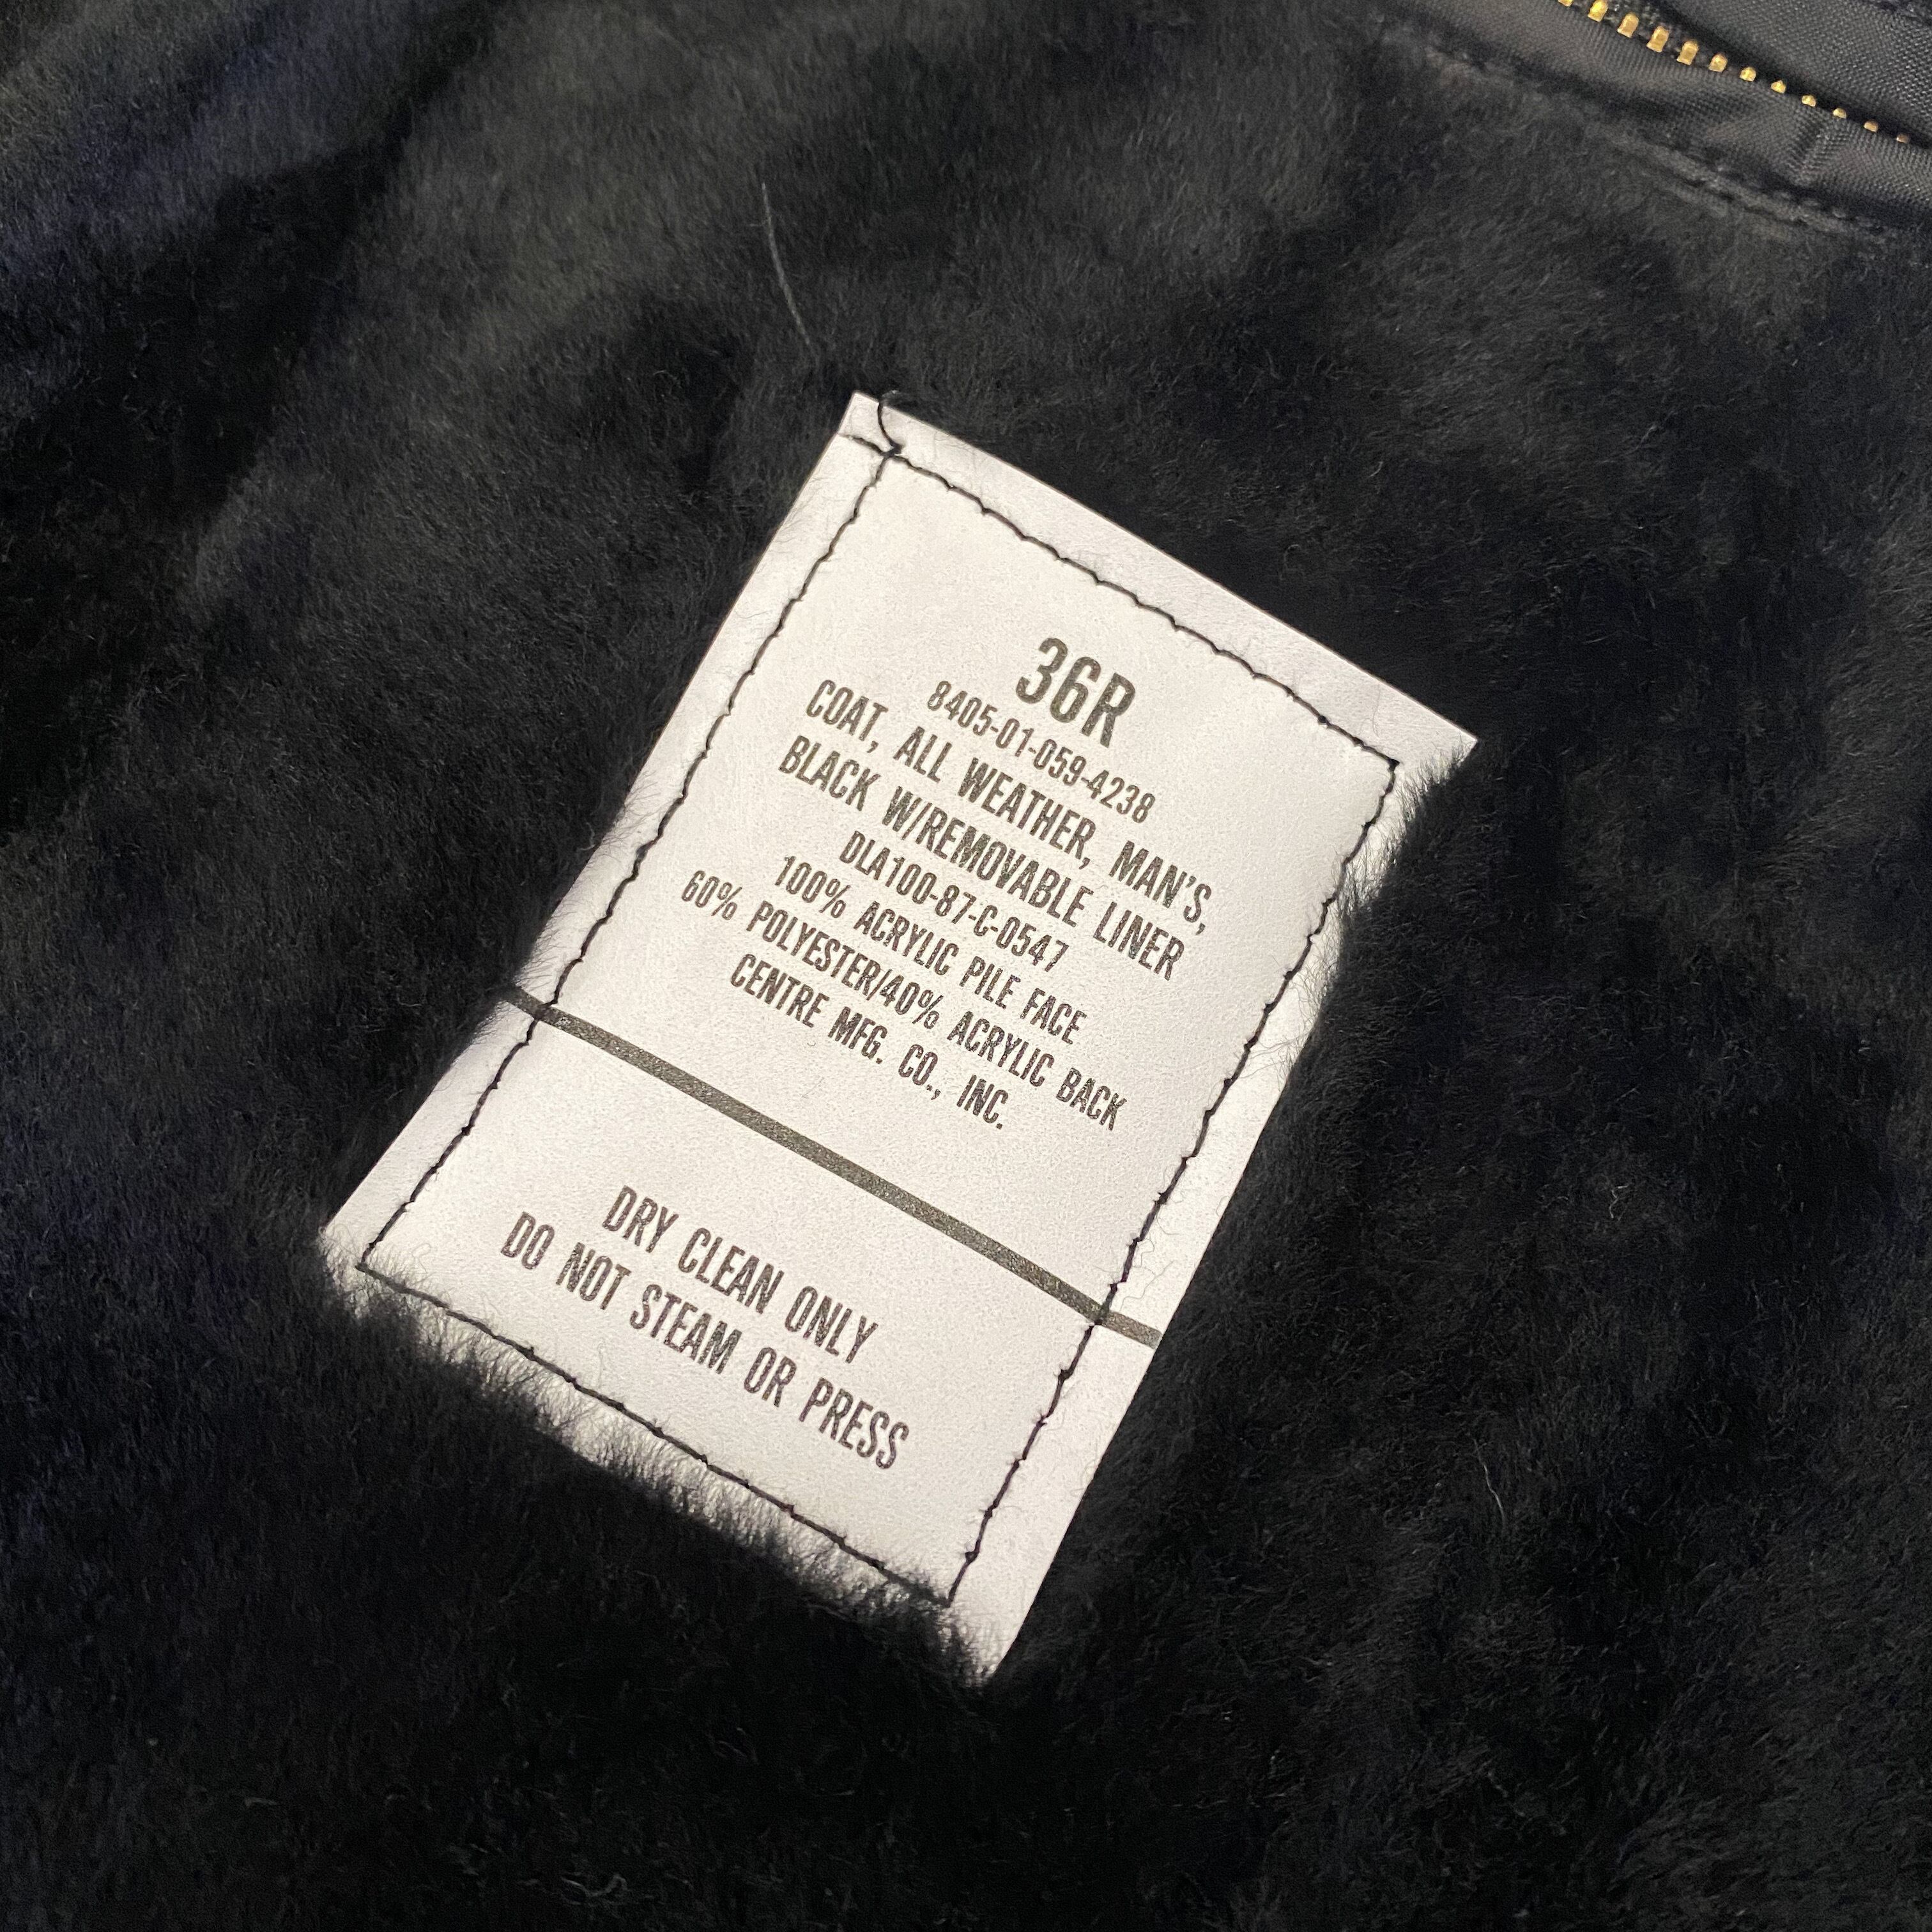 36R
8405-01-059-4238
COAT, ALL WEATHER, MAN'S,
BLACK W/REMOVABLE LINER
DLA100-87-C-0547
100% ACRYLIC PILE FACE
60% POLYESTER/40% ACRYLIC BACK
CENTRE MFG. CO., INC.
DRY CLEAN ONLY
DO NOT STEAM OR PRESS